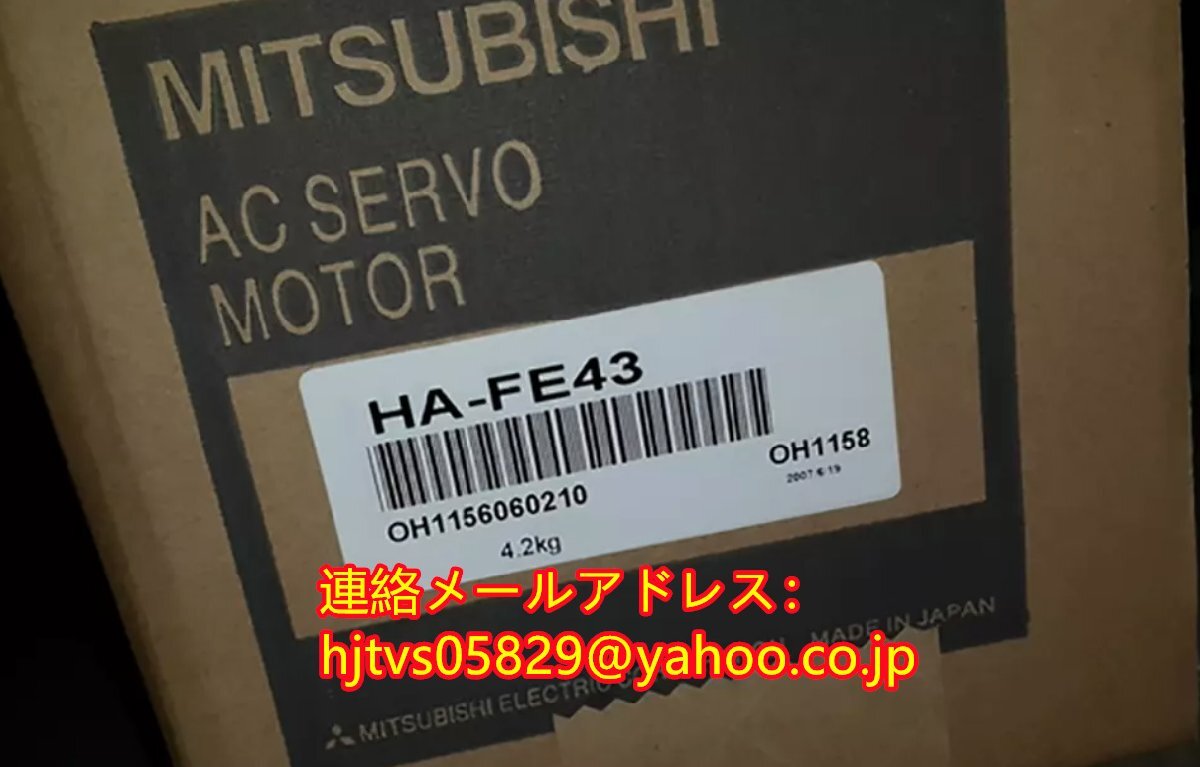 MITSUBISHI
AC SERVO
MOTOR
HA-FE43
OH1156060210
OH1158
2007 6 19
4.2kg
連絡メールアドレス:
hjtvs05829@yahoo.co.jp
MITSUBISHI ELECTRIC MADE IN JAPAN